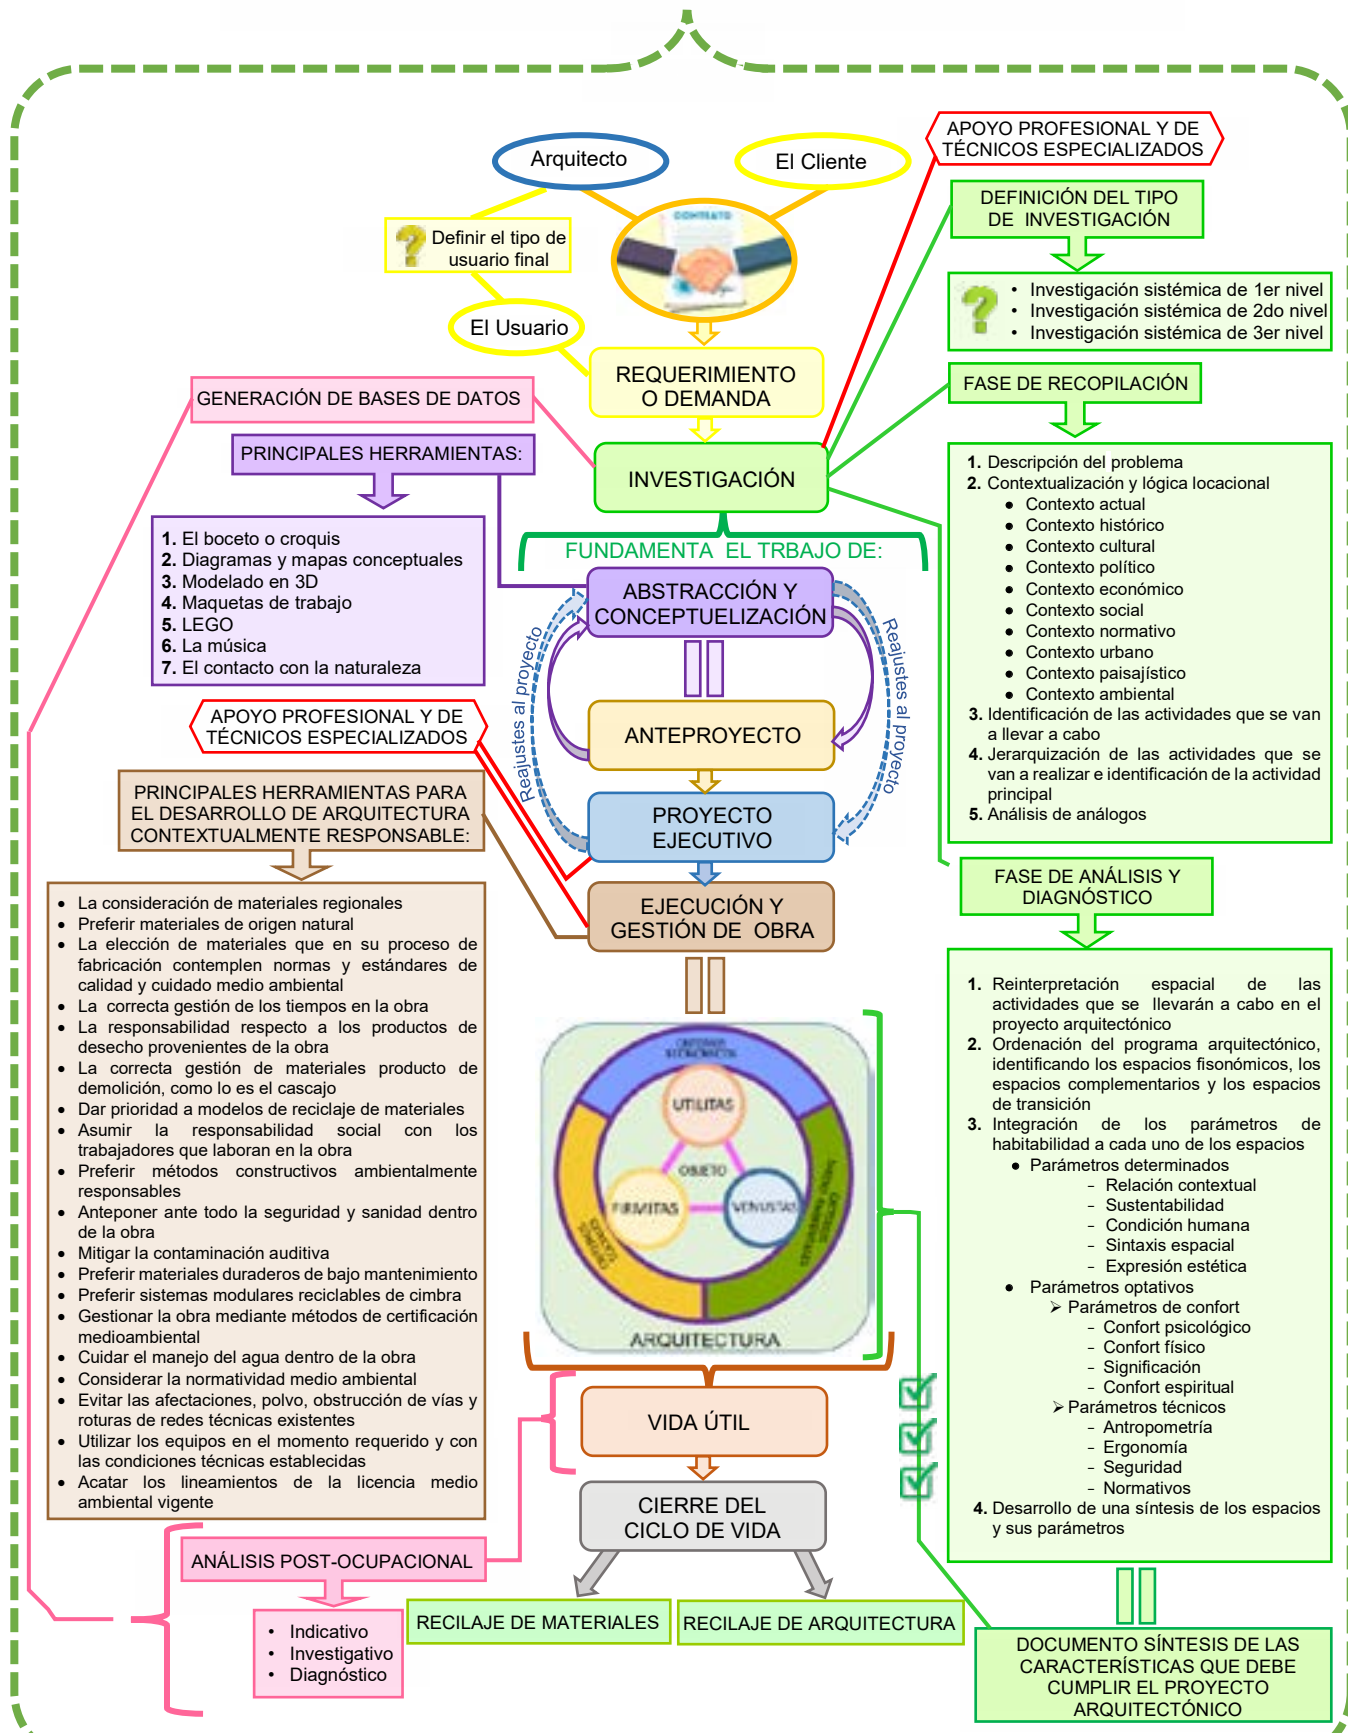 Arquitecto
El Cliente
APOYO PROFESIONAL Y DE
TÉCNICOS ESPECIALIZADOS
CONTRATO
Definir el tipo de
usuario final
El Usuario
DEFINICIÓN DEL TIPO
DE INVESTIGACIÓN
• Investigación sistémica de 1er nivel
• Investigación sistémica de 2do nivel
• Investigación sistémica de 3er nivel
REQUERIMIENTO
O DEMANDA
GENERACIÓN DE BASES DE DATOS
FASE DE RECOPILACIÓN
PRINCIPALES HERRAMIENTAS:
INVESTIGACIÓN
1. El boceto o croquis
2. Diagramas y mapas conceptuales
3. Modelado en 3D
4. Maquetas de trabajo
5. LEGO
6. La música
7. El contacto con la naturaleza
FUNDAMENTA EL TRBAJO DE:
ABSTRACCIÓN Y
CONCEPTUELIZACIÓN
Reajustes al proyecto
Reajustes al proyecto
1. Descripción del problema
2. Contextualización y lógica locacional
● Contexto actual
● Contexto histórico
● Contexto cultural
● Contexto político
● Contexto económico
● Contexto social
● Contexto normativo
● Contexto urbano
● Contexto paisajístico
● Contexto ambiental
3. Identificación de las actividades que se van
a llevar a cabo
4. Jerarquización de las actividades que se
van a realizar e identificación de la actividad
principal
5. Análisis de análogos
APOYO PROFESIONAL Y DE
TÉCNICOS ESPECIALIZADOS
ANTEPROYECTO
PRINCIPALES HERRAMIENTAS PARA
EL DESARROLLO DE ARQUITECTURA
CONTEXTUALMENTE RESPONSABLE:
PROYECTO
EJECUTIVO
EJECUCIÓN Y
GESTIÓN DE OBRA
FASE DE ANÁLISIS Y
DIAGNÓSTICO
• La consideración de materiales regionales
• Preferir materiales de origen natural
• La elección de materiales que en su proceso de
fabricación contemplen normas y estándares de
calidad y cuidado medio ambiental
• La correcta gestión de los tiempos en la obra
• La responsabilidad respecto a los productos de
desecho provenientes de la obra
• La correcta gestión de materiales producto de
demolición, como lo es el cascajo
• Dar prioridad a modelos de reciclaje de materiales
• Asumir la responsabilidad social con los
trabajadores que laboran en la obra
• Preferir métodos constructivos ambientalmente
responsables
• Anteponer ante todo la seguridad y sanidad dentro
de la obra
• Mitigar la contaminación auditiva
• Preferir materiales duraderos de bajo mantenimiento
• Preferir sistemas modulares reciclables de cimbra
• Gestionar la obra mediante métodos de certificación
medioambiental
• Cuidar el manejo del agua dentro de la obra
• Considerar la normatividad medio ambiental
• Evitar las afectaciones, polvo, obstrucción de vías y
roturas de redes técnicas existentes
• Utilizar los equipos en el momento requerido y con
las condiciones técnicas establecidas
• Acatar los lineamientos de la licencia medio
ambiental vigente
ECONÓMICOS
UTILITAS
OBJETO
FIRMITAS
VENUSTAS
ARQUITECTURA
1. Reinterpretación espacial de las
actividades que se llevarán a cabo en el
proyecto arquitectónico
2. Ordenación del programa arquitectónico,
identificando los espacios fisonómicos, los
espacios complementarios y los espacios
de transición
3. Integración de los parámetros de
habitabilidad a cada uno de los espacios
● Parámetros determinados
- Relación contextual
- Sustentabilidad
- Condición humana
- Sintaxis espacial
- Expresión estética
● Parámetros optativos
➢ Parámetros de confort
- Confort psicológico
- Confort físico
- Significación
- Confort espiritual
➢ Parámetros técnicos
- Antropometría
- Ergonomía
- Seguridad
- Normativos
4. Desarrollo de una síntesis de los espacios
y sus parámetros
VIDA ÚTIL
CIERRE DEL
CICLO DE VIDA
ANÁLISIS POST-OCUPACIONAL
• Indicativo
• Investigativo
• Diagnóstico
RECILAJE DE MATERIALES
RECILAJE DE ARQUITECTURA
DOCUMENTO SÍNTESIS DE LAS
CARACTERÍSTICAS QUE DEBE
CUMPLIR EL PROYECTO
ARQUITECTÓNICO